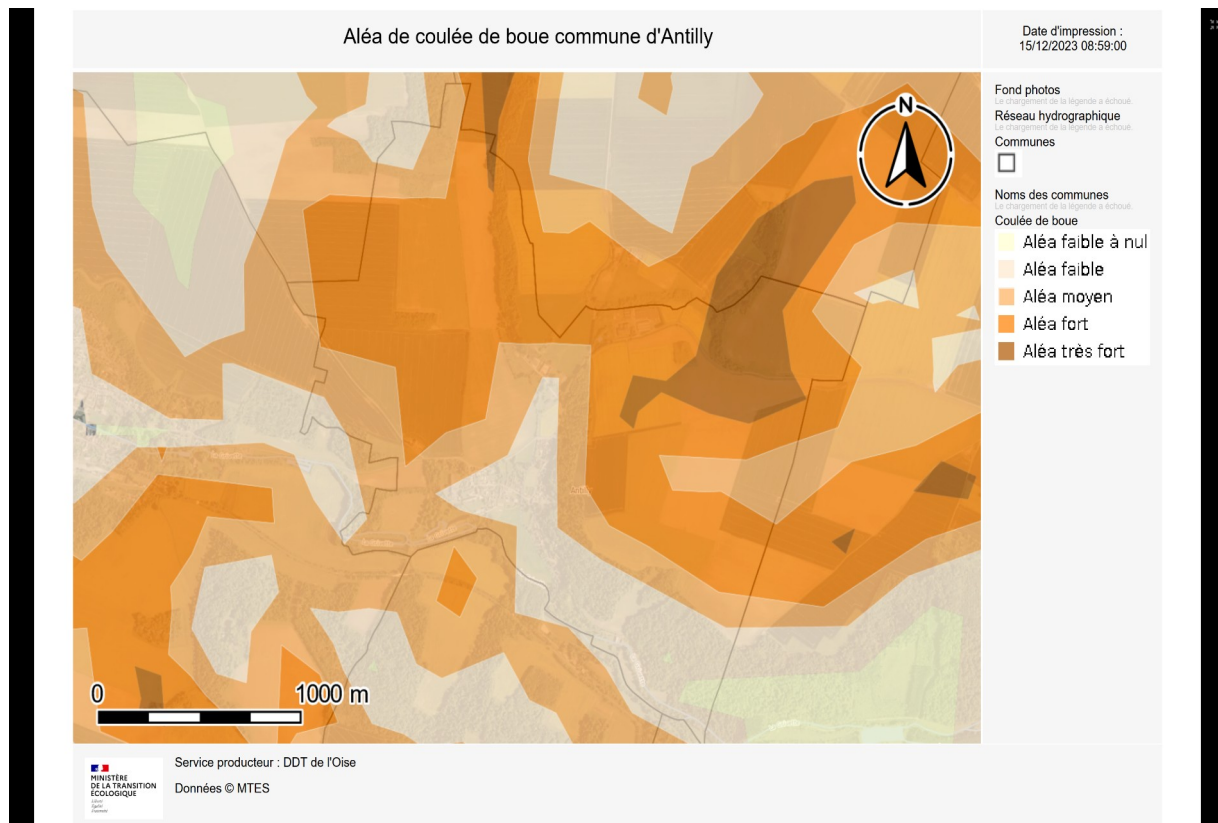 Aléa de coulée de boue commune d'Antilly
Date d'impression :
15/12/2023 08:59:00
N
Fond photos
Le chargement de la légende a échoué.
Réseau hydrographique
Le chargement de la légende a échoué.
Communes
Noms des communes
Le chargement de la légende a échoué.
Coulée de boue
Aléa faible à nul
Aléa faible
Aléa moyen
Aléa fort
Aléa très fort
0 1000 m
MINISTÈRE
DE LA TRANSITION
ÉCOLOGIQUE
Liberté
Égalité
Fraternité
Service producteur : DDT de l'Oise
Données © MTES